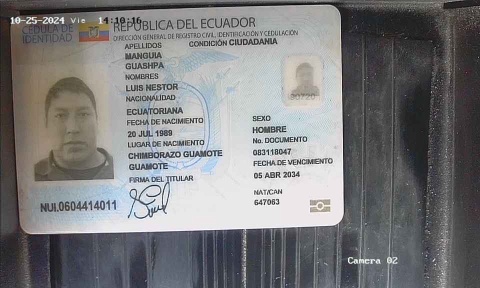 10-25-2024 Vie 14:10:16
CÉDULA DE IDENTIDAD
REPÚBLICA DEL ECUADOR
DIRECCIÓN GENERAL DE REGISTRO CIVIL, IDENTIFICACIÓN Y CEDULACIÓN
APELLIDOS
CONDICIÓN CIUDADANÍA
MANGUIA
GUASHPA
NOMBRES
LUIS NESTOR
NACIONALIDAD
ECUATORIANA
FECHA DE NACIMIENTO
20 JUL 1989
LUGAR DE NACIMIENTO
CHIMBORAZO GUAMOTE
GUAMOTE
FIRMA DEL TITULAR
SEXO
HOMBRE
No. DOCUMENTO
083118047
FECHA DE VENCIMIENTO
05 ABR 2034
NAT/CAN
647063
NUI.0604414011
Camera 02